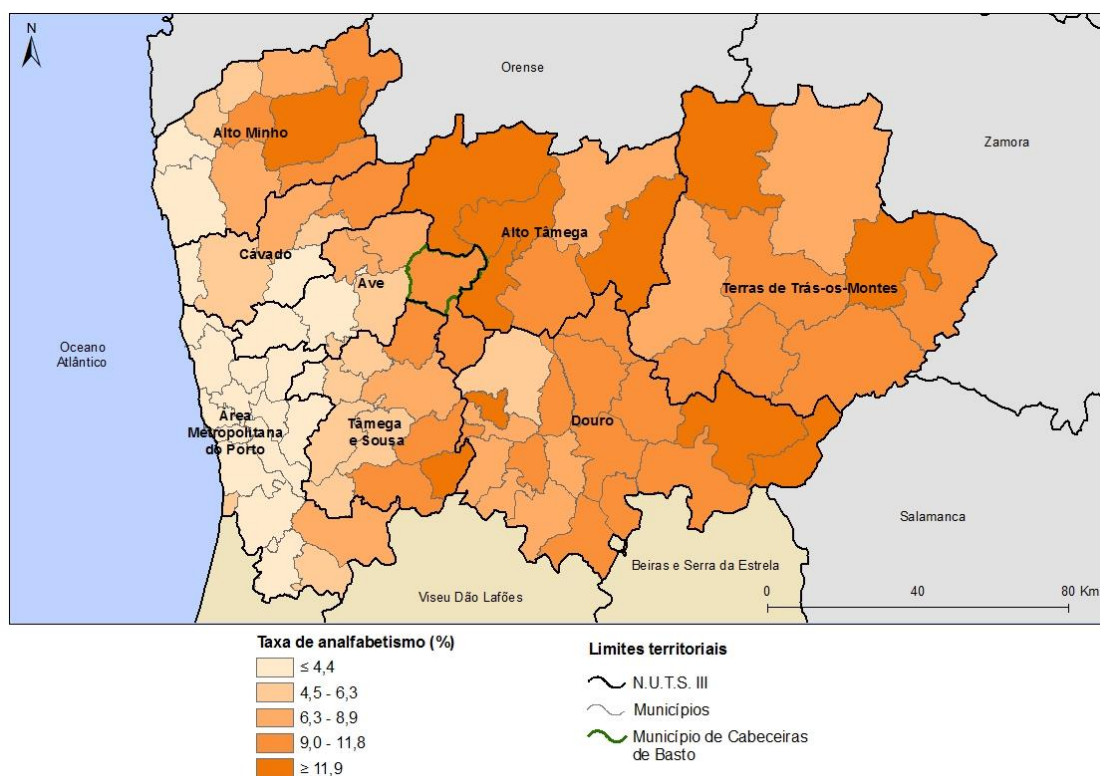 N
Orense
Zamora
Alto Minho
Alto Tâmega
Cávado
Ave
Terras de Trás-os-Montes
Oceano
Atlântico
Área
Metropolitana
do Porto
Tâmega
e Sousa
Douro
Salamanca
Beiras e Serra da Estrela
Viseu Dão Lafões
0 40 80 Km
Taxa de analfabetismo (%)
≤ 4,4
4,5 - 6,3
6,3 - 8,9
9,0 - 11,8
≥ 11,9
Limites territoriais
N.U.T.S. III
Municípios
Município de Cabeceiras
de Basto